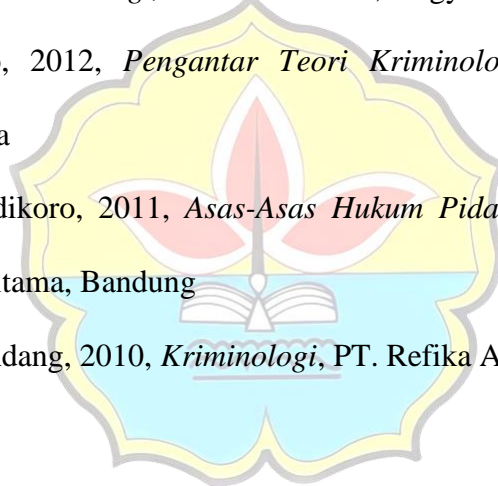 , 2012, Pengantar Teori Kriminolo
a
dikoro, 2011, Asas-Asas Hukum Pida
tama, Bandung
dang, 2010, Kriminologi, PT. Refika A